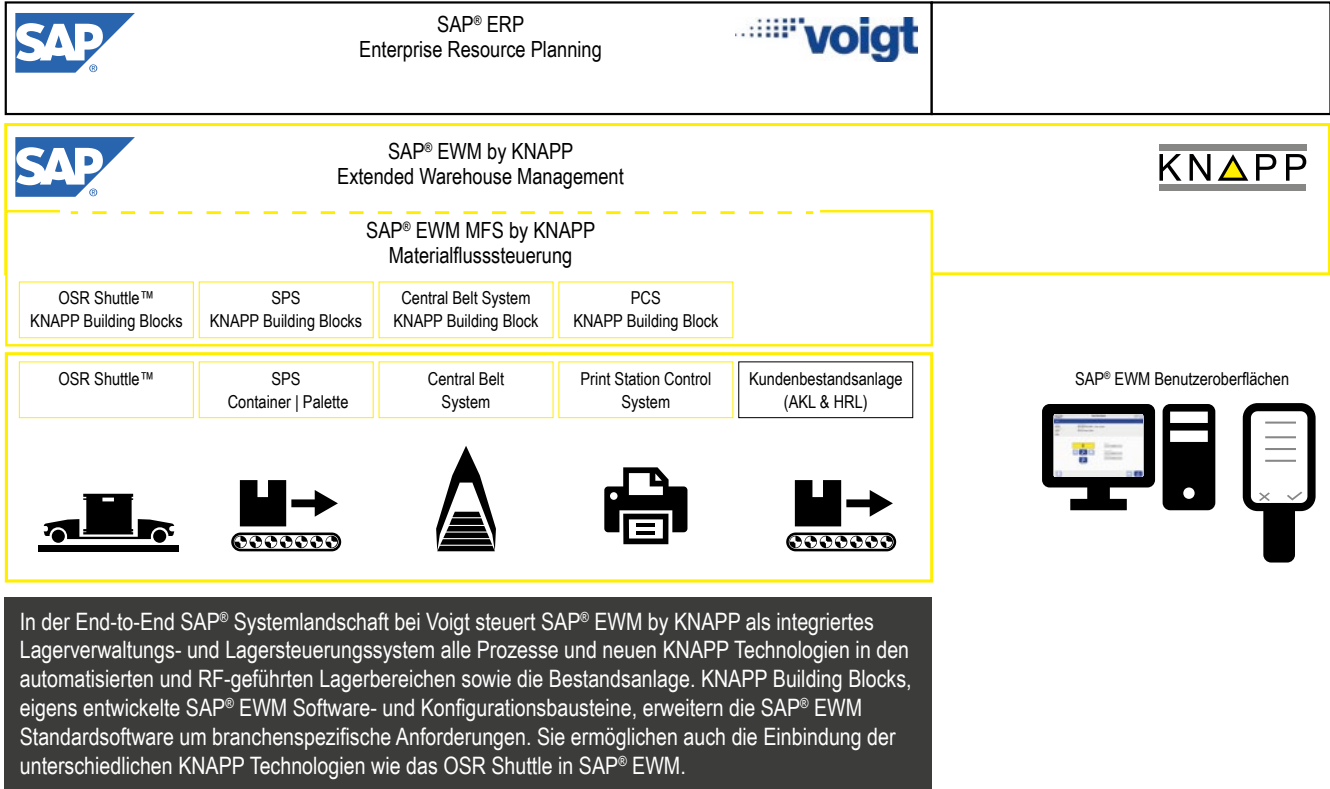 SAP®
SAP® ERP
Enterprise Resource Planning
voigt
SAP®
SAP® EWM by KNAPP
Extended Warehouse Management
KNAPP
SAP® EWM MFS by KNAPP
Materialflusssteuerung
OSR Shuttle™
KNAPP Building Blocks
SPS
KNAPP Building Blocks
Central Belt System
KNAPP Building Block
PCS
KNAPP Building Block
OSR Shuttle™
SPS
Container | Palette
Central Belt
System
Print Station Control
System
Kundenbestandsanlage
(AKL & HRL)
SAP® EWM Benutzeroberflächen
In der End-to-End SAP® Systemlandschaft bei Voigt steuert SAP® EWM by KNAPP als integriertes
Lagerverwaltungs- und Lagersteuerungssystem alle Prozesse und neuen KNAPP Technologien in den
automatisierten und RF-geführten Lagerbereichen sowie die Bestandsanlage. KNAPP Building Blocks,
eigens entwickelte SAP® EWM Software- und Konfigurationsbausteine, erweitern die SAP® EWM
Standardsoftware um branchenspezifische Anforderungen. Sie ermöglichen auch die Einbindung der
unterschiedlichen KNAPP Technologien wie das OSR Shuttle in SAP® EWM.